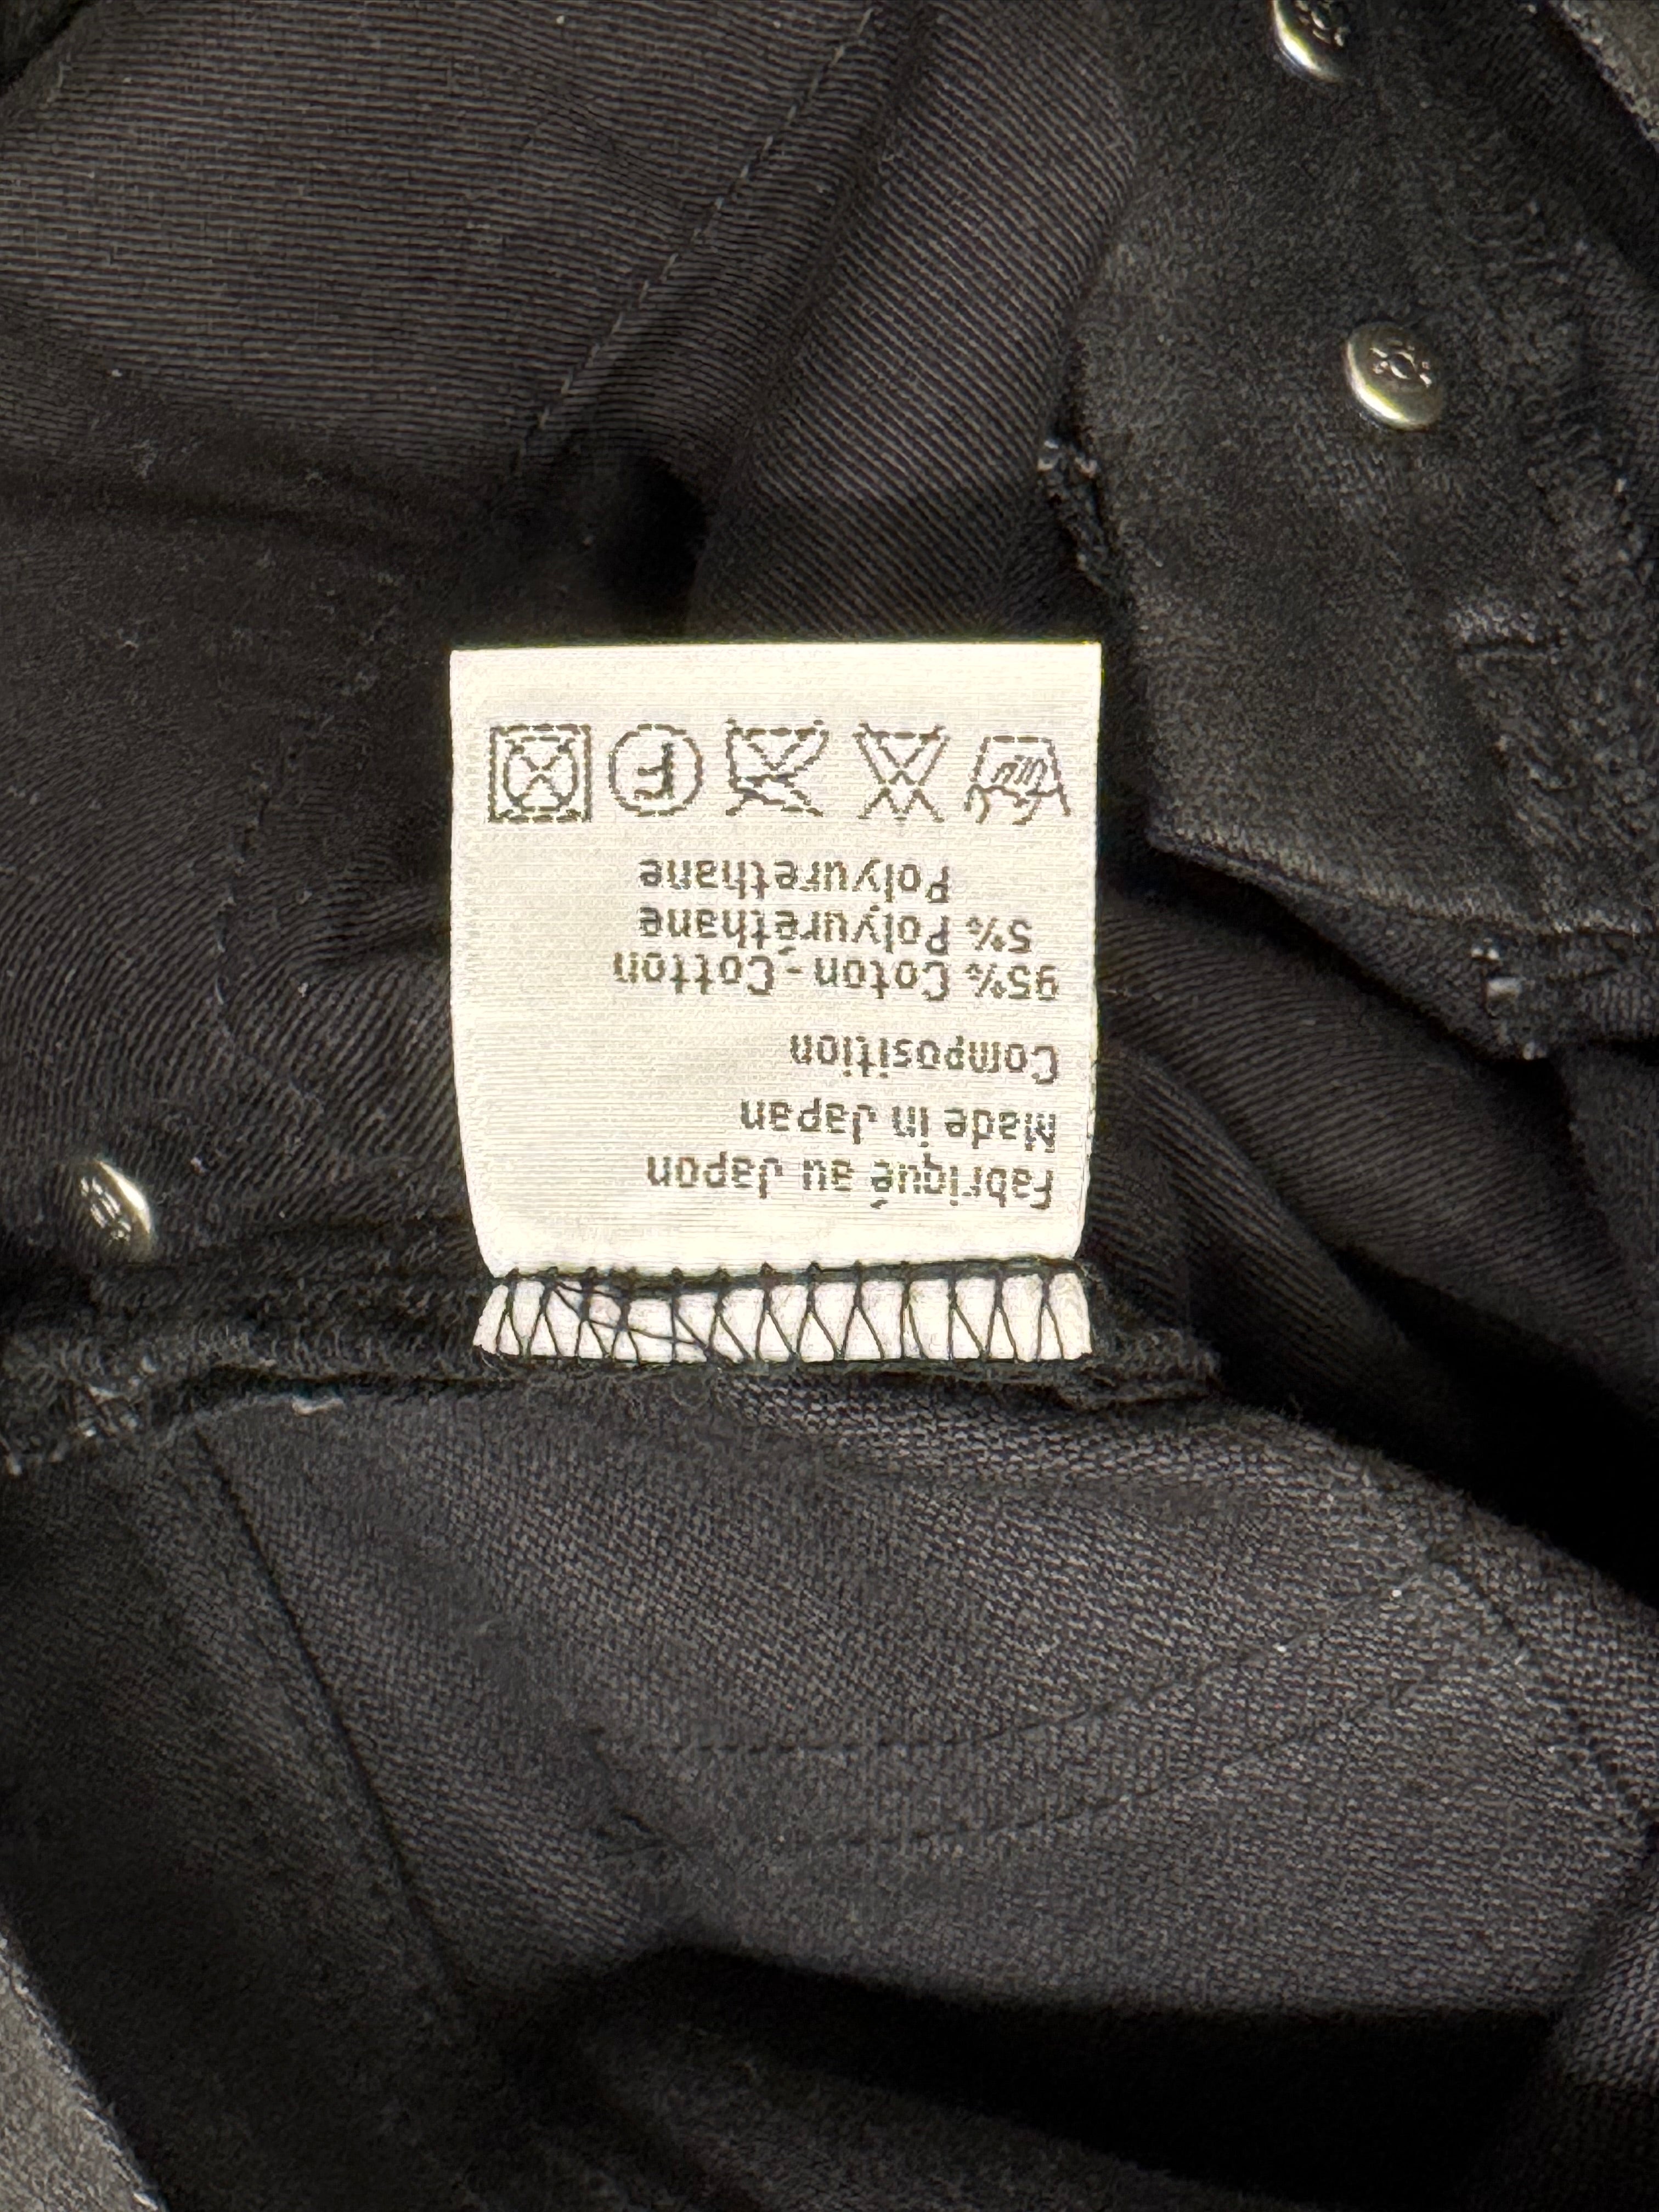 Fabriqué au Japon
Made in Japan
Composition
95% Coton - Cotton
5% Polyuréthane
Polyurethane
F